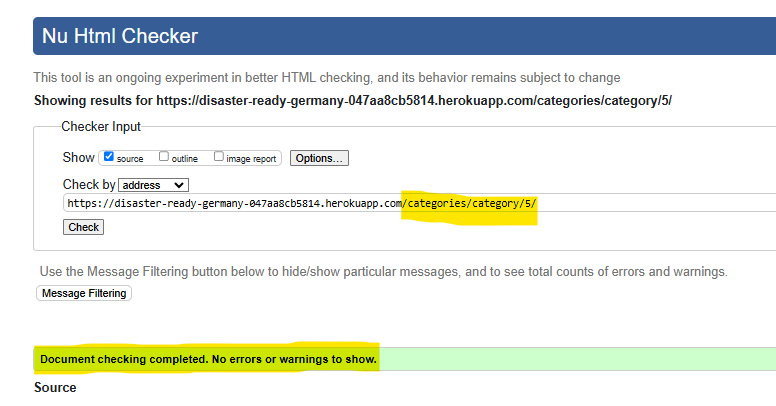 Nu Html Checker
This tool is an ongoing experiment in better HTML checking, and its behavior remains subject to change
Showing results for https://disaster-ready-germany-047aa8cb5814.herokuapp.com/categories/category/5/
Checker Input
Show source outline image report Options...
Check by address
https://disaster-ready-germany-047aa8cb5814.herokuapp.com/categories/category/5/
Check
Use the Message Filtering button below to hide/show particular messages, and to see total counts of errors and warnings.
Message Filtering
Document checking completed. No errors or warnings to show.
Source